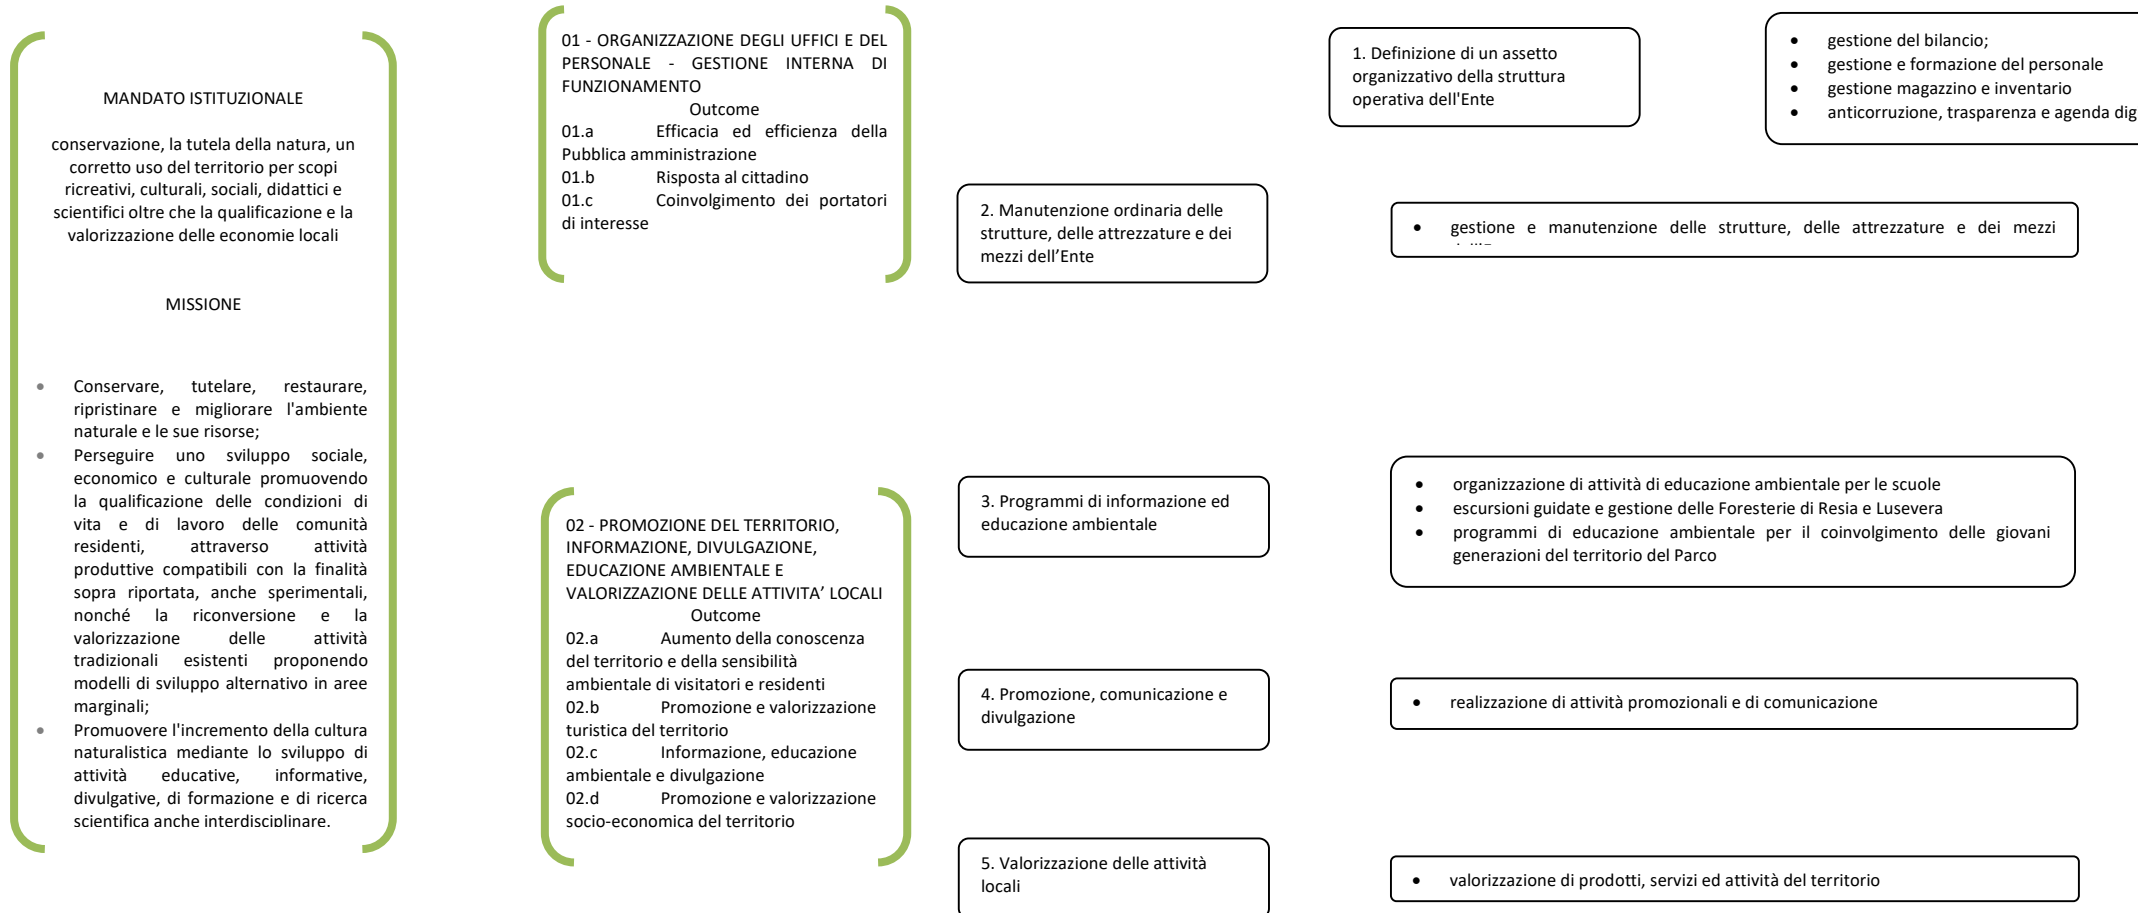 MANDATO ISTITUZIONALE
conservazione, la tutela della natura, un
corretto uso del territorio per scopi
ricreativi, culturali, sociali, didattici e
scientifici oltre che la qualificazione e la
valorizzazione delle economie locali
MISSIONE
• Conservare, tutelare, restaurare,
ripristinare e migliorare l'ambiente
naturale e le sue risorse;
• Perseguire uno sviluppo sociale,
economico e culturale promuovendo
la qualificazione delle condizioni di
vita e di lavoro delle comunità
residenti, attraverso attività
produttive compatibili con la finalità
sopra riportata, anche sperimentali,
nonché la riconversione e la
valorizzazione delle attività
tradizionali esistenti proponendo
modelli di sviluppo alternativo in aree
marginali;
• Promuovere l'incremento della cultura
naturalistica mediante lo sviluppo di
attività educative, informative,
divulgative, di formazione e di ricerca
scientifica anche interdisciplinare.
01 - ORGANIZZAZIONE DEGLI UFFICI E DEL
PERSONALE - GESTIONE INTERNA DI
FUNZIONAMENTO
Outcome
01.a Efficacia ed efficienza della
Pubblica amministrazione
01.b Risposta al cittadino
01.c Coinvolgimento dei portatori
di interesse
1. Definizione di un assetto
organizzativo della struttura
operativa dell'Ente
• gestione del bilancio;
• gestione e formazione del personale
• gestione magazzino e inventario
• anticorruzione, trasparenza e agenda dig
2. Manutenzione ordinaria delle
strutture, delle attrezzature e dei
mezzi dell’Ente
• gestione e manutenzione delle strutture, delle attrezzature e dei mezzi
02 - PROMOZIONE DEL TERRITORIO,
INFORMAZIONE, DIVULGAZIONE,
EDUCAZIONE AMBIENTALE E
VALORIZZAZIONE DELLE ATTIVITA’ LOCALI
Outcome
02.a Aumento della conoscenza
del territorio e della sensibilità
ambientale di visitatori e residenti
02.b Promozione e valorizzazione
turistica del territorio
02.c Informazione, educazione
ambientale e divulgazione
02.d Promozione e valorizzazione
socio-economica del territorio
3. Programmi di informazione ed
educazione ambientale
• organizzazione di attività di educazione ambientale per le scuole
• escursioni guidate e gestione delle Foresterie di Resia e Lusevera
• programmi di educazione ambientale per il coinvolgimento delle giovani
generazioni del territorio del Parco
4. Promozione, comunicazione e
divulgazione
• realizzazione di attività promozionali e di comunicazione
5. Valorizzazione delle attività
locali
• valorizzazione di prodotti, servizi ed attività del territorio